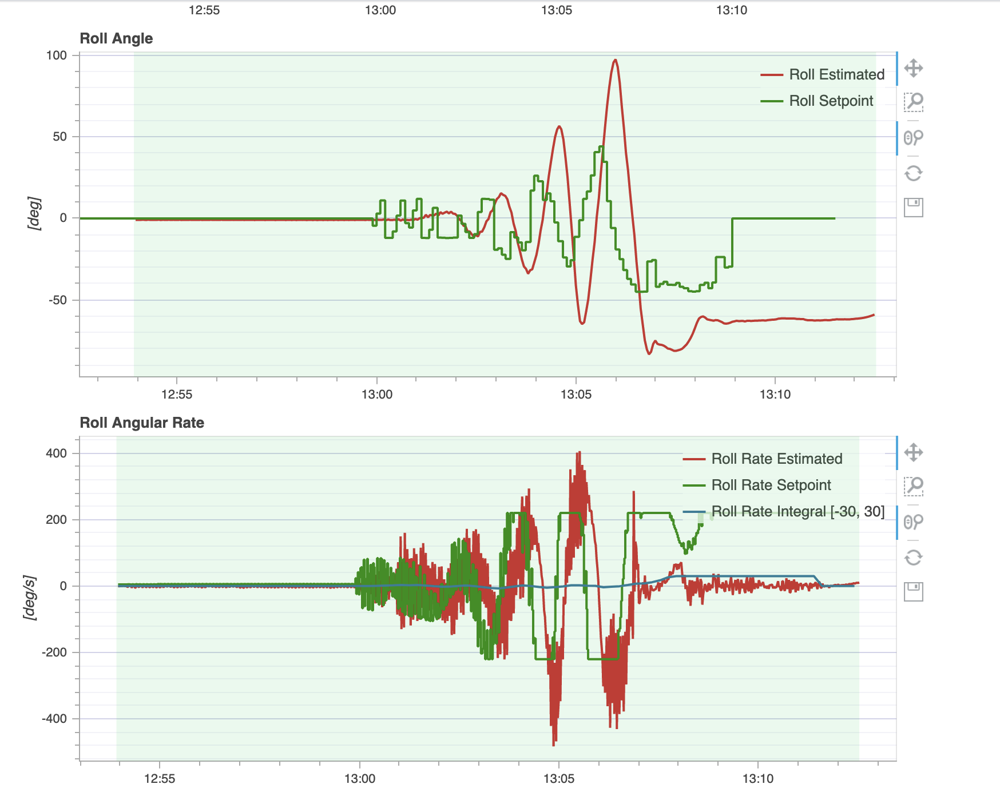 12:55 13:00 13:05 13:10
Roll Angle
100
50
0
-50
[deg]
Roll Estimated
Roll Setpoint
12:55 13:00 13:05 13:10
Roll Angular Rate
400
200
0
-200
-400
[deg/s]
Roll Rate Estimated
Roll Rate Setpoint
Roll Rate Integral [-30, 30]
12:55 13:00 13:05 13:10